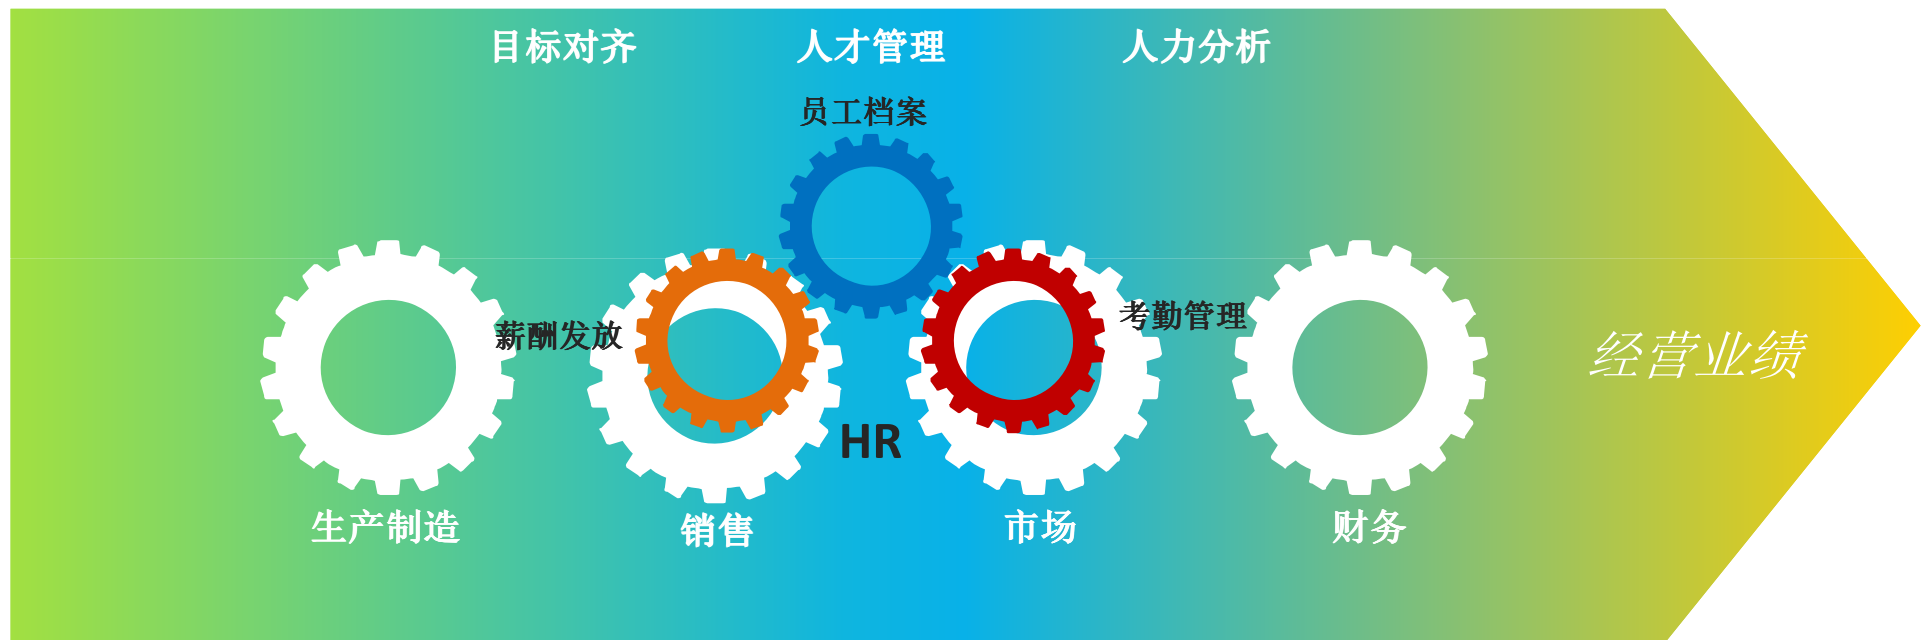 目标对齐
人才管理
人力分析
员工档案
薪酬发放
考勤管理
经营业绩
HR
生产制造
销售
市场
财务